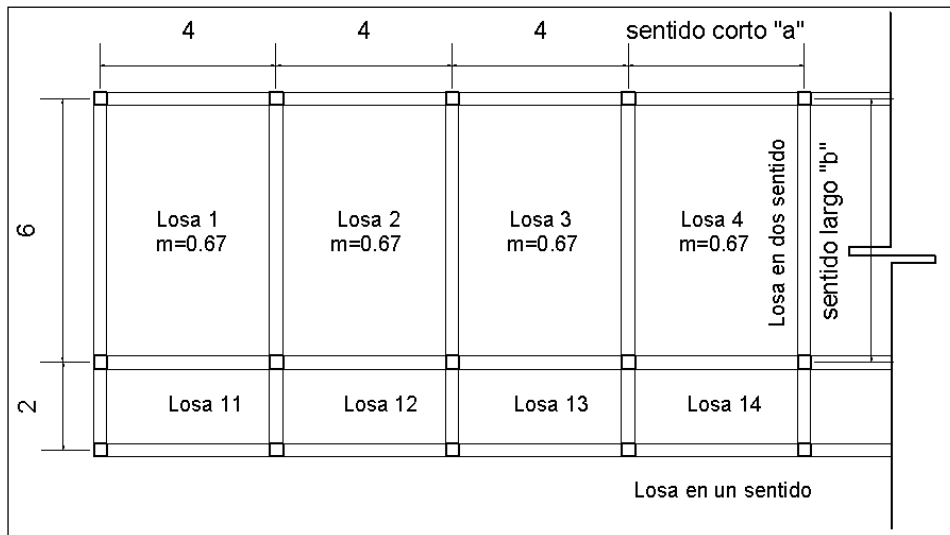 4
4
4
sentido corto "a"
6
Losa 1
m=0.67
Losa 2
m=0.67
Losa 3
m=0.67
Losa 4
m=0.67
Losa en dos sentido
sentido largo "b"
2
Losa 11
Losa 12
Losa 13
Losa 14
Losa en un sentido